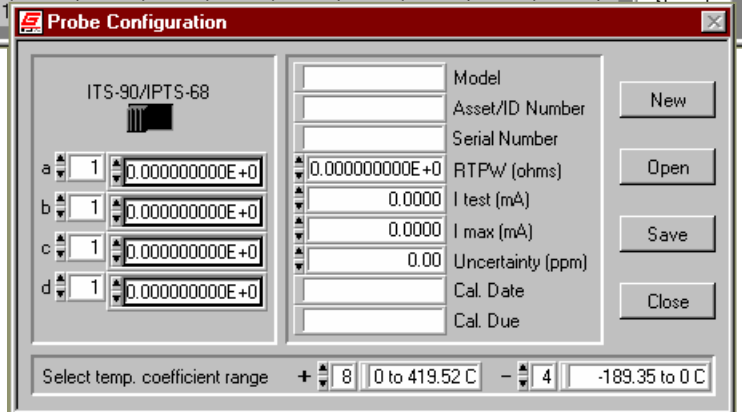 Probe Configuration
ITS-90/IPTS-68
a 1 0.000000000E+0
b 1 0.000000000E+0
c 1 0.000000000E+0
d 1 0.000000000E+0
Model
Asset/ID Number
Serial Number
0.000000000E+0 RTPW (ohms)
0.0000 I test (mA)
0.0000 I max (mA)
0.00 Uncertainty (ppm)
Cal. Date
Cal. Due
New
Open
Save
Close
Select temp. coefficient range + 8 0 to 419.52 C - 4 -189.35 to 0 C